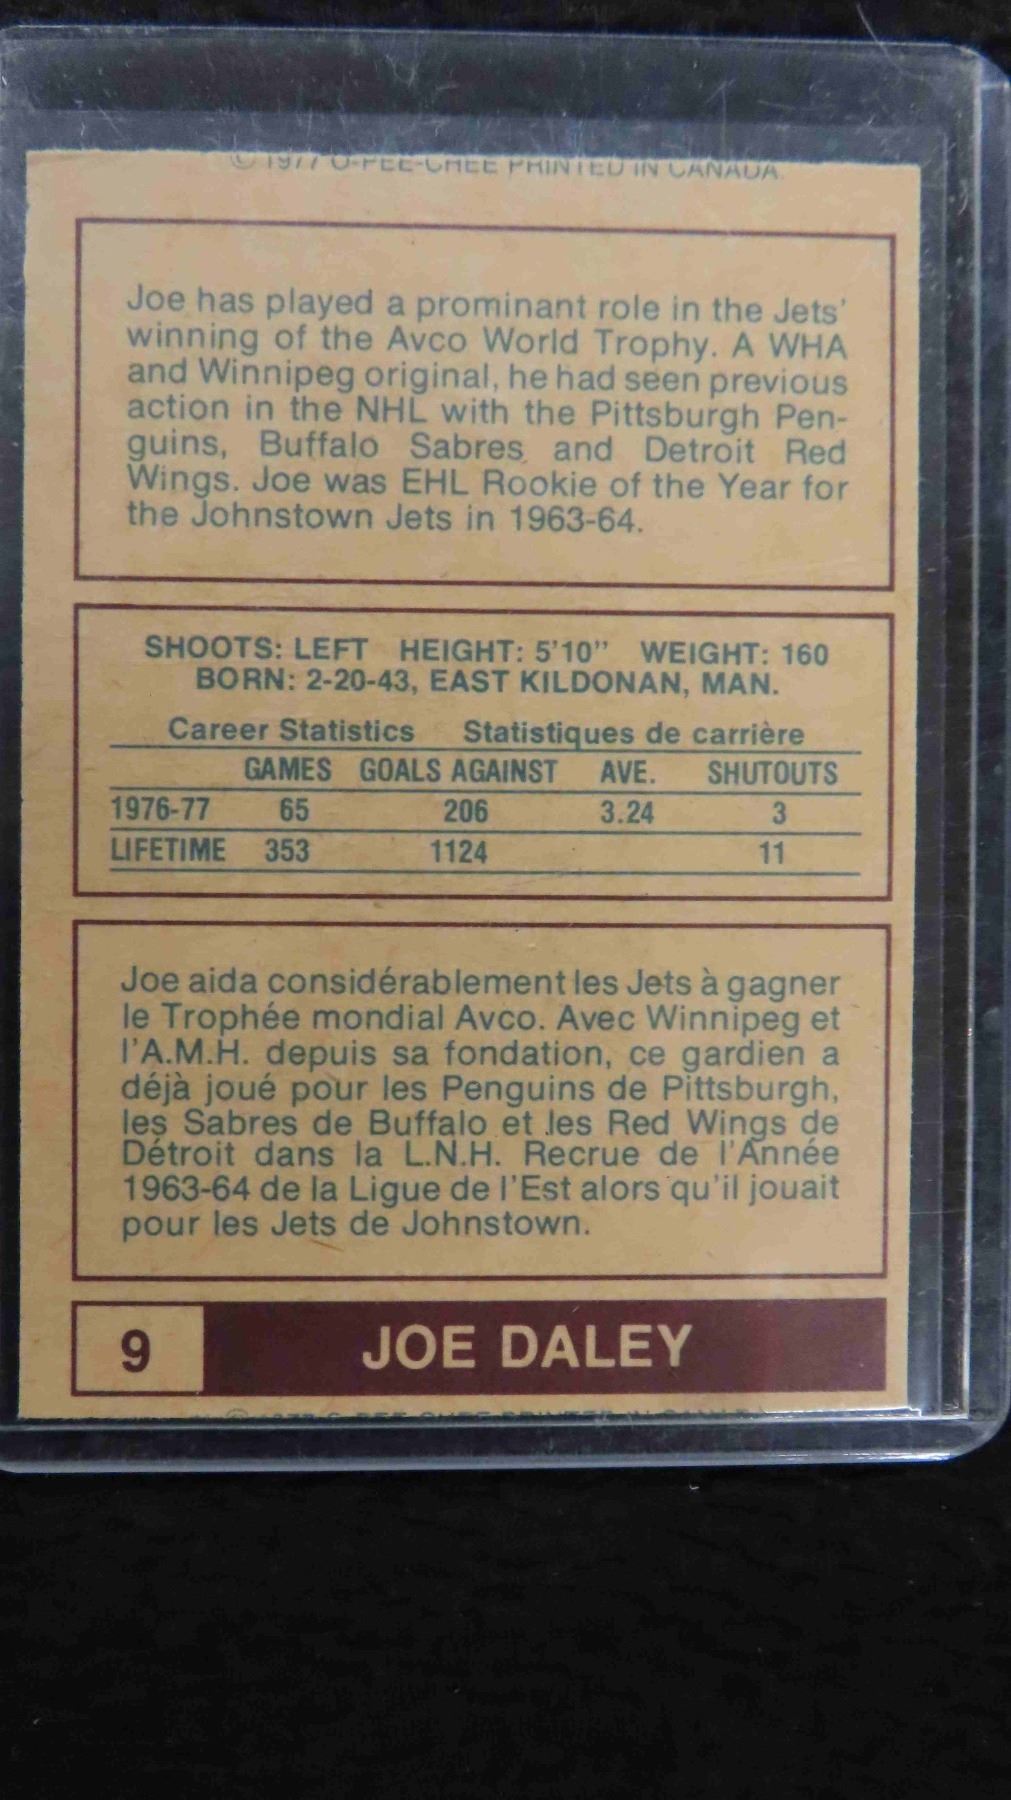 © 1977 O-PEE-CHEE PRINTED IN CANADA
Joe has played a prominant role in the Jets'
winning of the Avco World Trophy. A WHA
and Winnipeg original, he had seen previous
action in the NHL with the Pittsburgh Pen-
guins, Buffalo Sabres and Detroit Red
Wings. Joe was EHL Rookie of the Year for
the Johnstown Jets in 1963-64.
SHOOTS: LEFT HEIGHT: 5'10" WEIGHT: 160
BORN: 2-20-43, EAST KILDONAN, MAN.
Career Statistics Statistiques de carrière
GAMES GOALS AGAINST AVE. SHUTOUTS
1976-77 65 206 3.24 3
LIFETIME 353 1124 11
Joe aida considérablement les Jets à gagner
le Trophée mondial Avco. Avec Winnipeg et
l'A.M.H. depuis sa fondation, ce gardien a
déjà joué pour les Penguins de Pittsburgh,
les Sabres de Buffalo et les Red Wings de
Détroit dans la L.N.H. Recrue de l'Année
1963-64 de la Ligue de l'Est alors qu'il jouait
pour les Jets de Johnstown.
9 JOE DALEY